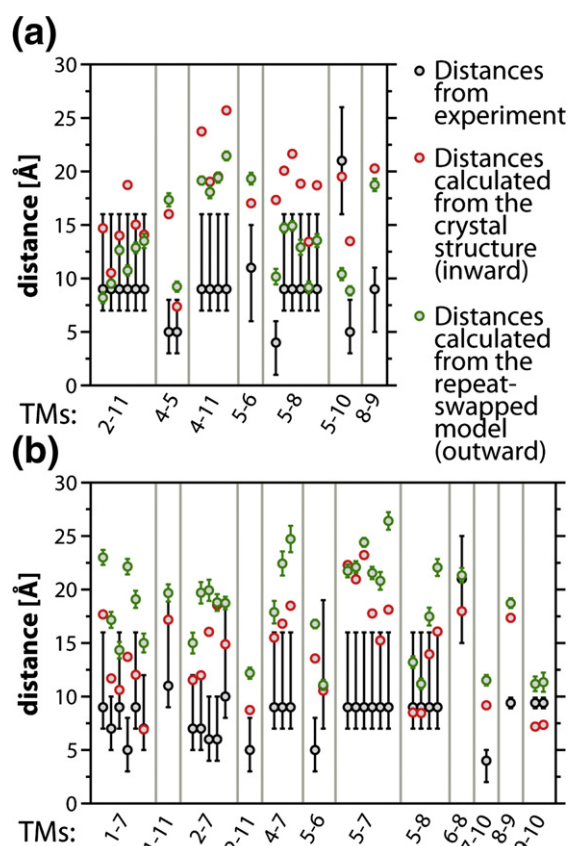 (a)
30
25
20
15
10
5
0
distance [Å]
TMs:
2-11
4-5
4-11
5-6
5-8
5-10
8-9
Distances
from
experiment
Distances
calculated
from the
crystal
structure
(inward)
Distances
calculated
from the
repeat-
swapped
model
(outward)
(b)
30
25
20
15
10
5
0
distance [Å]
TMs:
1-7
2-7
4-7
5-6
5-7
5-8
6-8
8-9